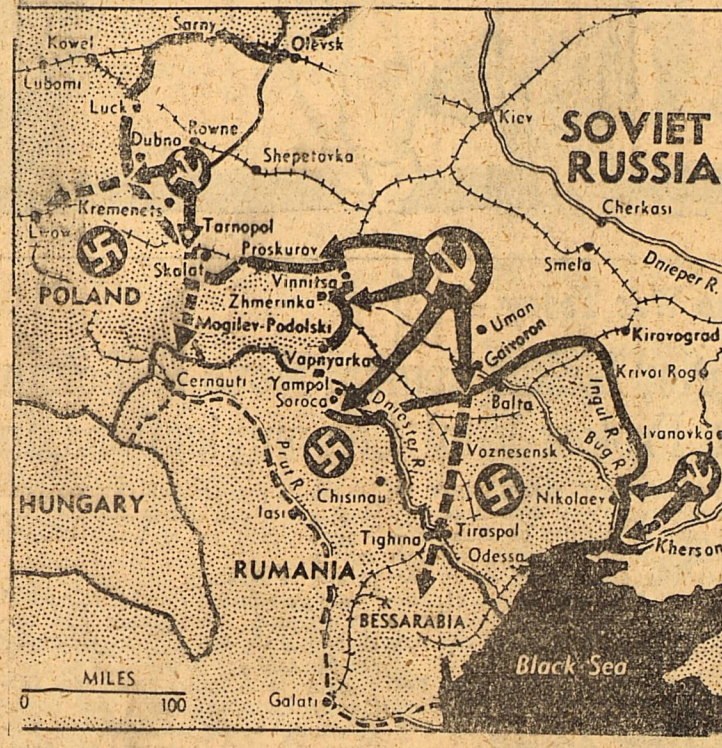 Sarny
Kowel
Olevsk
Lubomi
Luck
Kiev
SOVIET
RUSSIA
Dubno
Rowne
Shepetovka
Kremenets
Cherkasi
Lwow
Tarnopol
Proskurov
Smela
Dnieper R.
Skalat
POLAND
Vinnitsa
Zhmerinka
Uman
Mogilev-Podolski
Gaivoron
Kirovograd
Vapnyarka
Cernauti
Yampol
Krivoi Rog
Soroca
Dniester R.
Balta
Ingul R.
Ivanovka
Prut R.
Bug R.
Voznesensk
HUNGARY
Chisinau
Nikolaev
Iasi
Tighina
Tiraspol
Odessa
Kherson
RUMANIA
BESSARABIA
Black Sea
MILES
0 100
Galati